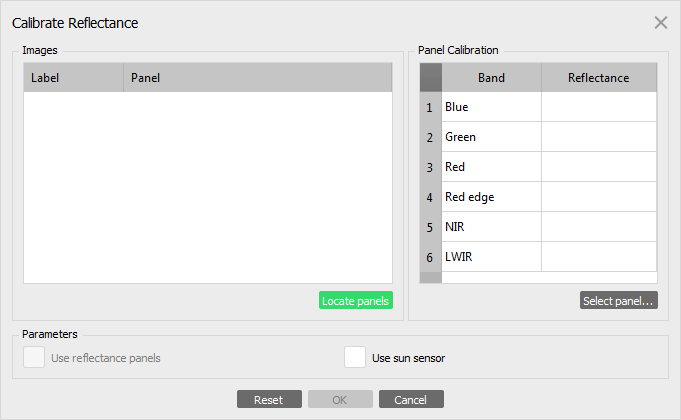 Calibrate Reflectance
Images
Label Panel
Locate panels
Panel Calibration
Band Reflectance
1 Blue
2 Green
3 Red
4 Red edge
5 NIR
6 LWIR
Select panel...
Parameters
Use reflectance panels Use sun sensor
Reset OK Cancel